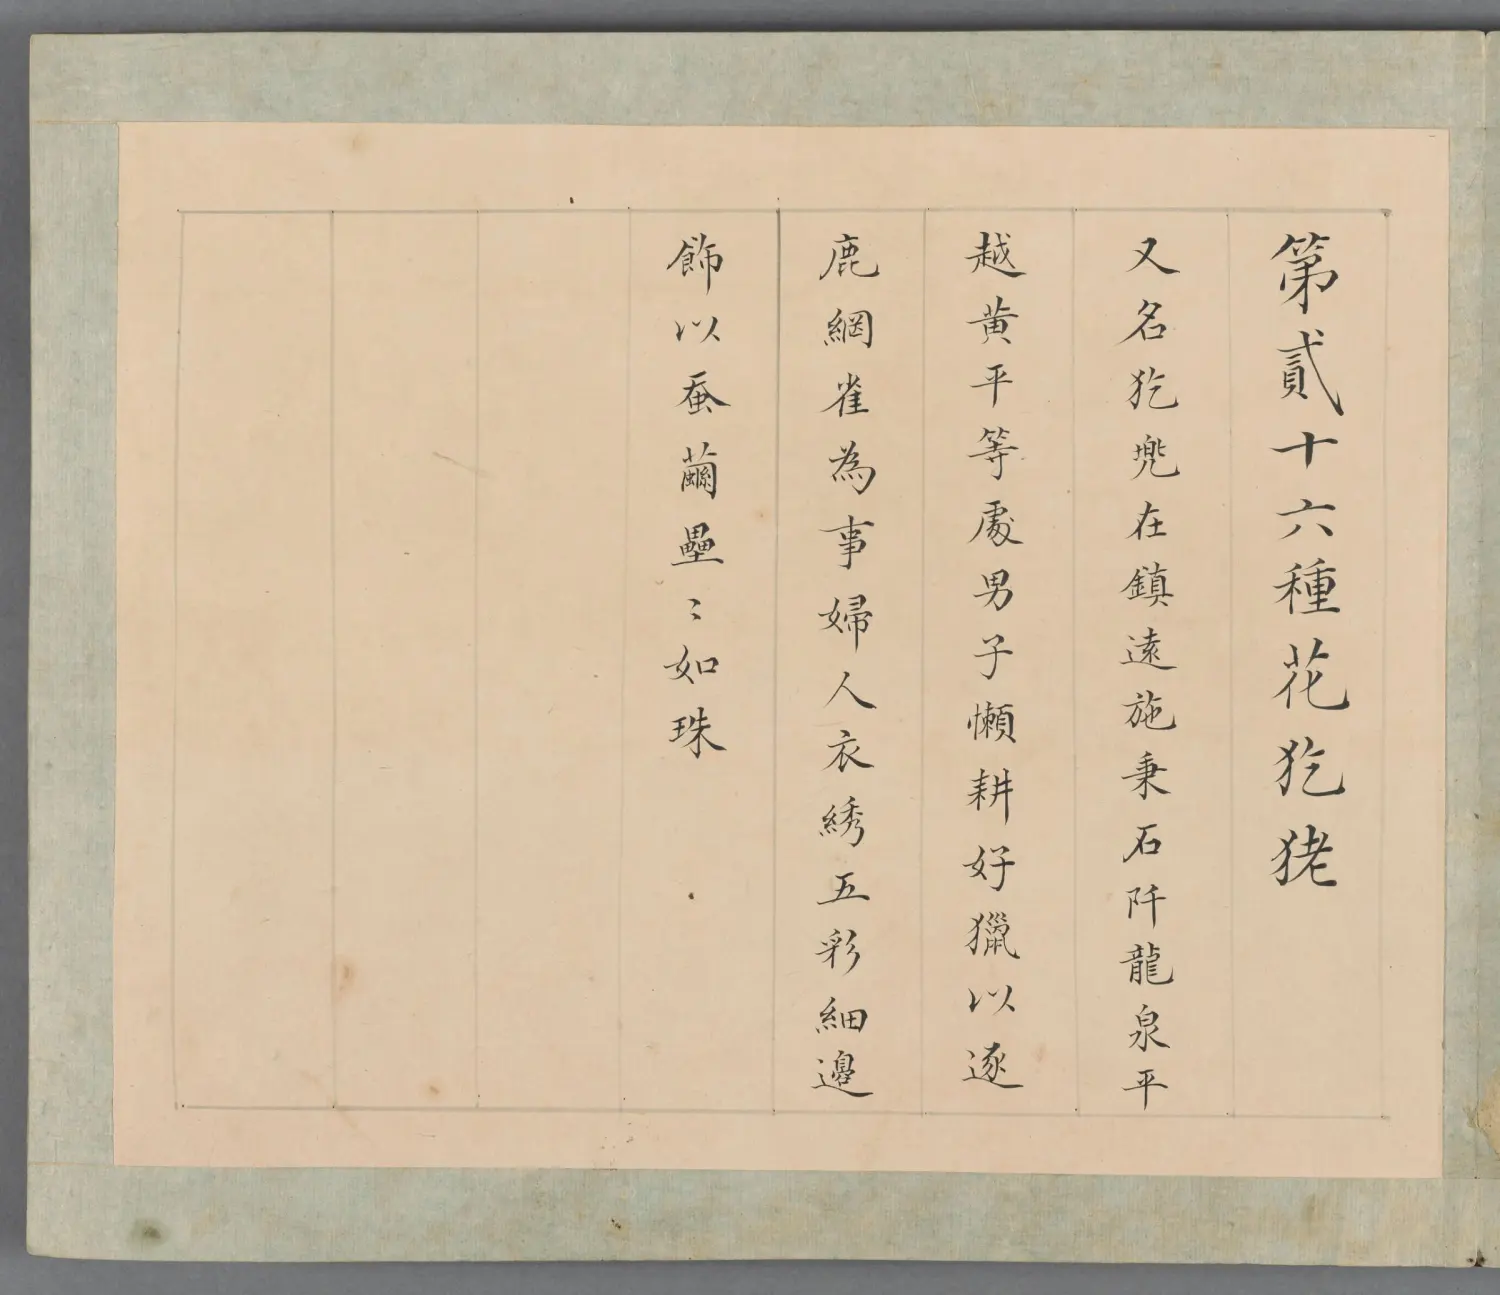 第貳十六種花犵狫
又名犵兠在鎮遠施秉石阡龍泉平
越黄平等處男子懶耕好獵以逐
鹿網雀為事婦人衣綉五彩細邊
飾以蚕繭壘〻如珠